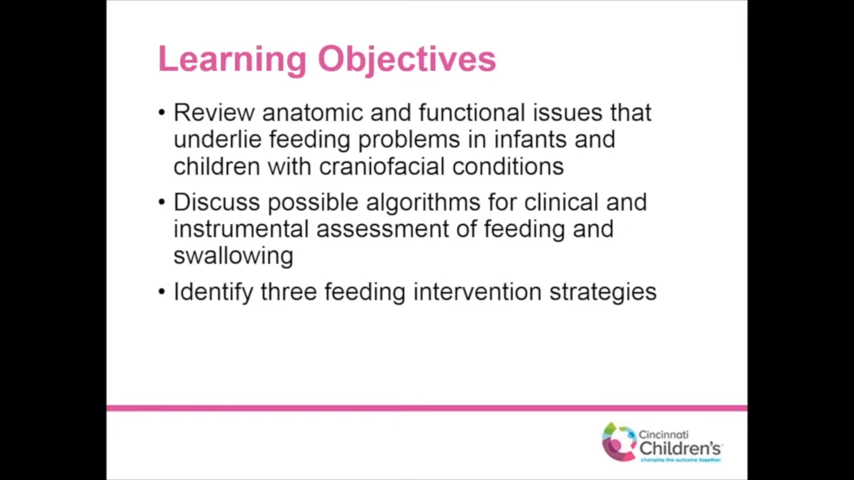 Learning Objectives
• Review anatomic and functional issues that
underlie feeding problems in infants and
children with craniofacial conditions
• Discuss possible algorithms for clinical and
instrumental assessment of feeding and
swallowing
• Identify three feeding intervention strategies
Cincinnati
Children's
changing the outcome together